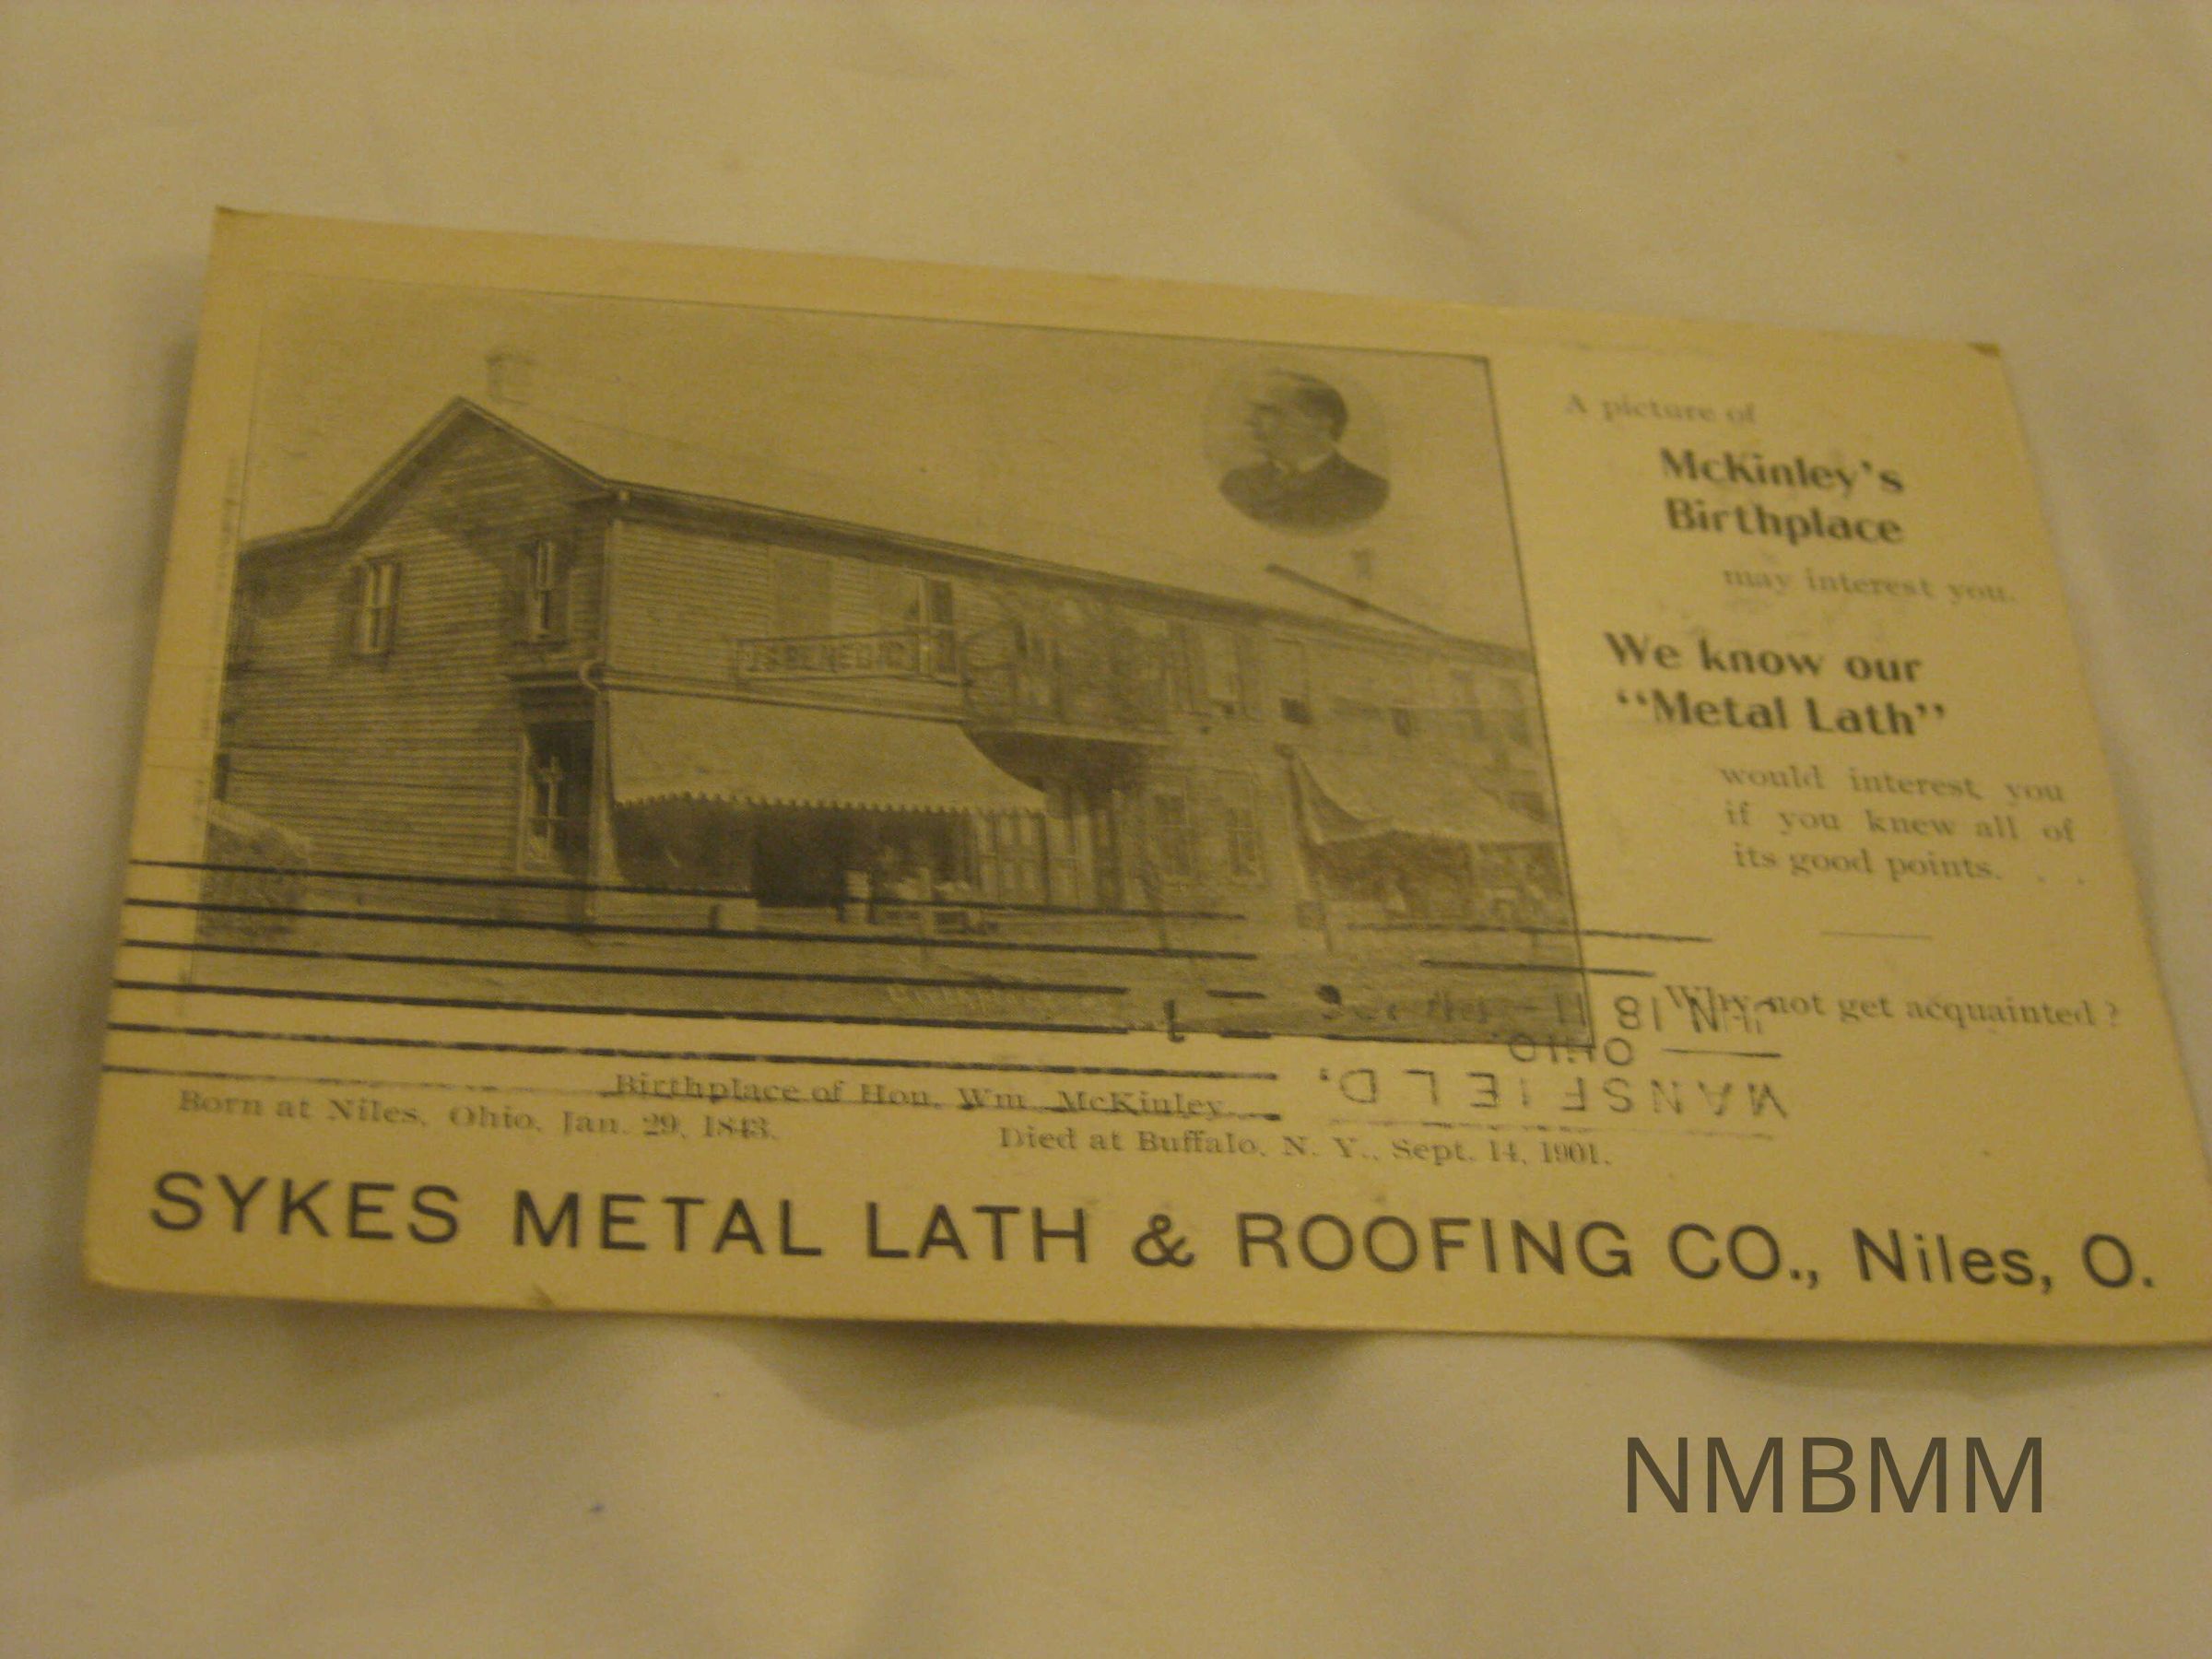 A picture of
McKinley's
Birthplace
may interest you.
We know our
“Metal Lath”
would interest you
if you knew all of
its good points. . .
Why not get acquainted?
JAN 18
OHIO
MANSFIELD,
Birthplace of Hon. Wm McKinley
Born at Niles, Ohio, Jan. 29, 1843.
Died at Buffalo, N. Y., Sept. 14, 1901.
SYKES METAL LATH & ROOFING CO., Niles, O.
NMBMM